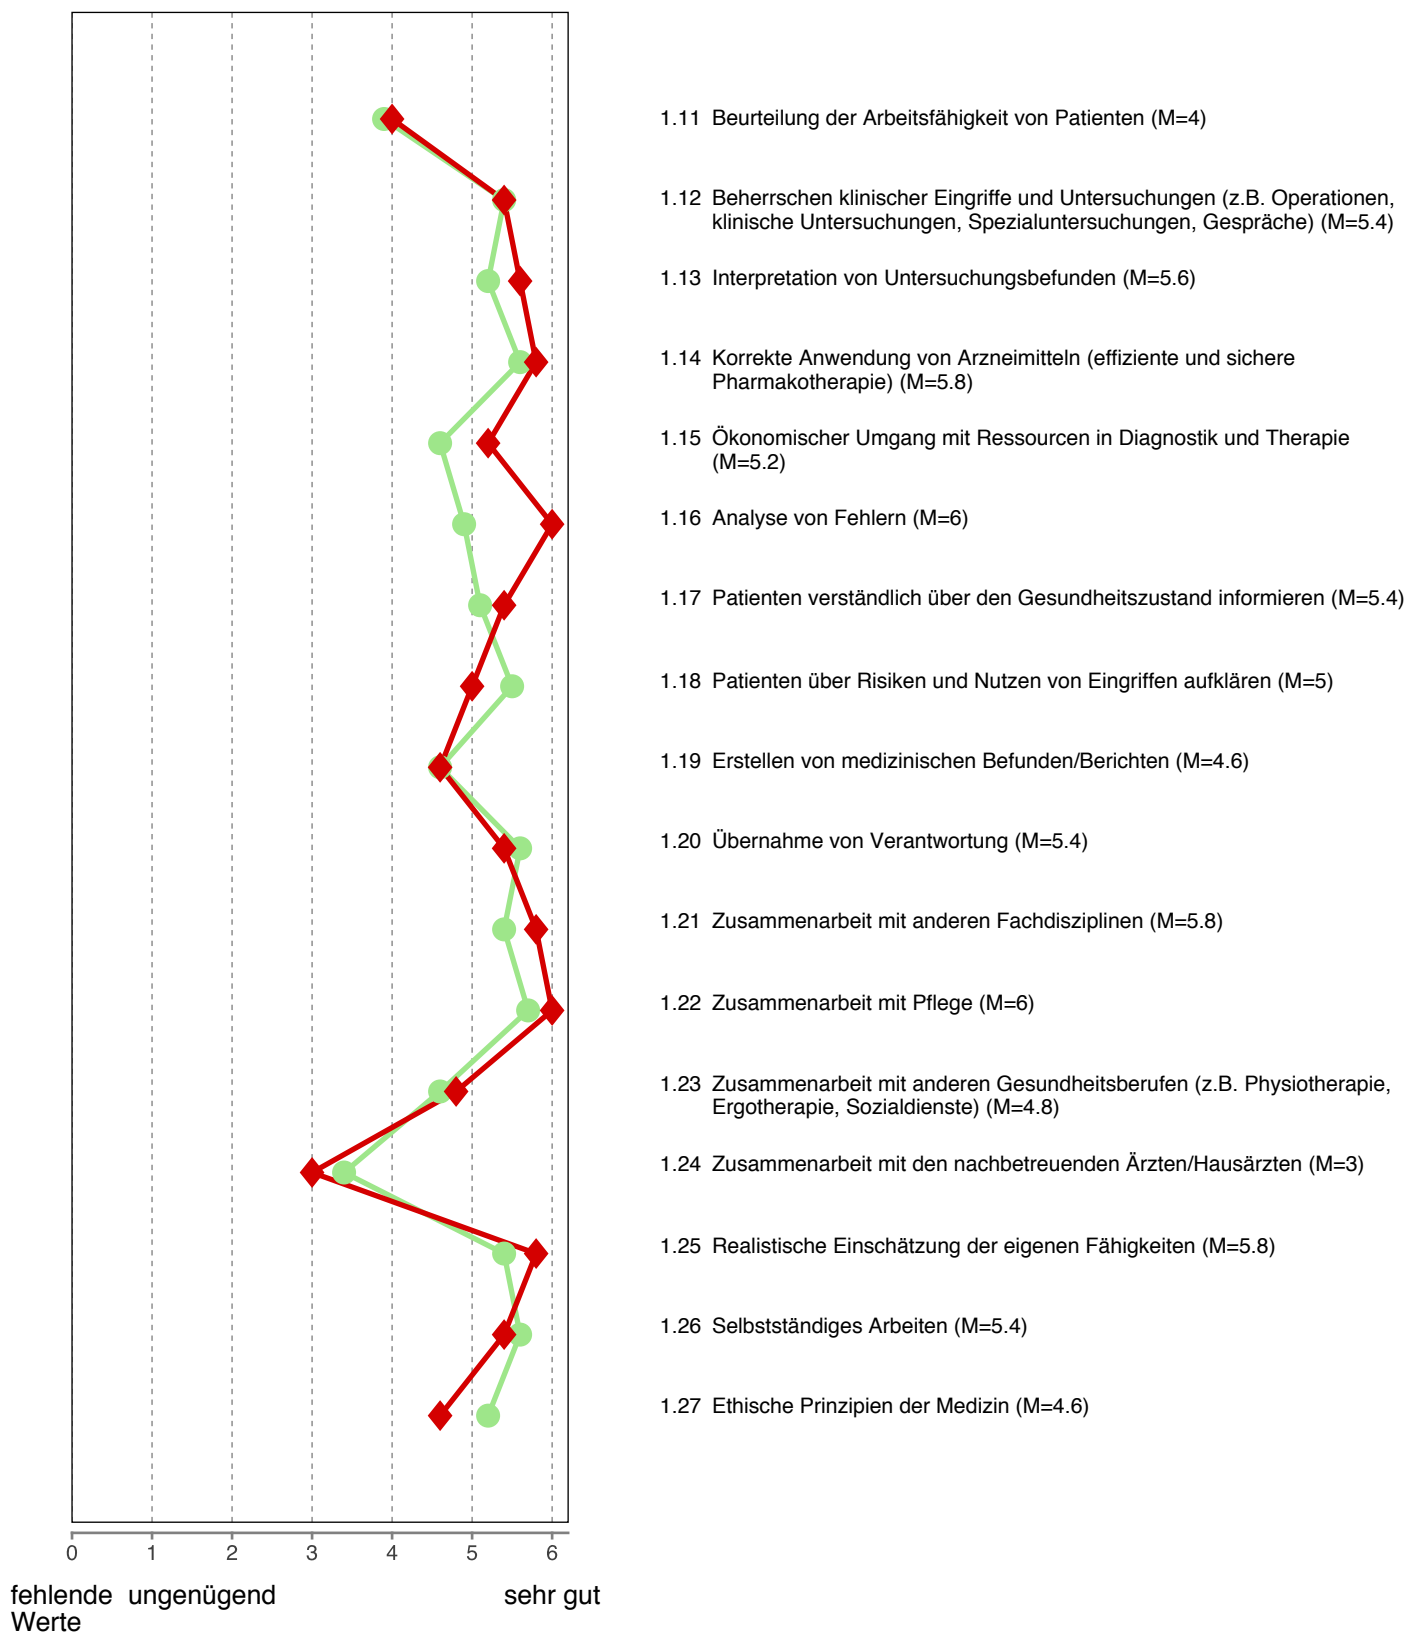 1.11 Beurteilung der Arbeitsfähigkeit von Patienten (M=4)
1.12 Beherrschen klinischer Eingriffe und Untersuchungen (z.B. Operationen,
klinische Untersuchungen, Spezialuntersuchungen, Gespräche) (M=5.4)
1.13 Interpretation von Untersuchungsbefunden (M=5.6)
1.14 Korrekte Anwendung von Arzneimitteln (effiziente und sichere
Pharmakotherapie) (M=5.8)
1.15 Ökonomischer Umgang mit Ressourcen in Diagnostik und Therapie
(M=5.2)
1.16 Analyse von Fehlern (M=6)
1.17 Patienten verständlich über den Gesundheitszustand informieren (M=5.4)
1.18 Patienten über Risiken und Nutzen von Eingriffen aufklären (M=5)
1.19 Erstellen von medizinischen Befunden/Berichten (M=4.6)
1.20 Übernahme von Verantwortung (M=5.4)
1.21 Zusammenarbeit mit anderen Fachdisziplinen (M=5.8)
1.22 Zusammenarbeit mit Pflege (M=6)
1.23 Zusammenarbeit mit anderen Gesundheitsberufen (z.B. Physiotherapie,
Ergotherapie, Sozialdienste) (M=4.8)
1.24 Zusammenarbeit mit den nachbetreuenden Ärzten/Hausärzten (M=3)
1.25 Realistische Einschätzung der eigenen Fähigkeiten (M=5.8)
1.26 Selbstständiges Arbeiten (M=5.4)
1.27 Ethische Prinzipien der Medizin (M=4.6)
0 1 2 3 4 5 6
fehlende ungenügend sehr gut
Werte